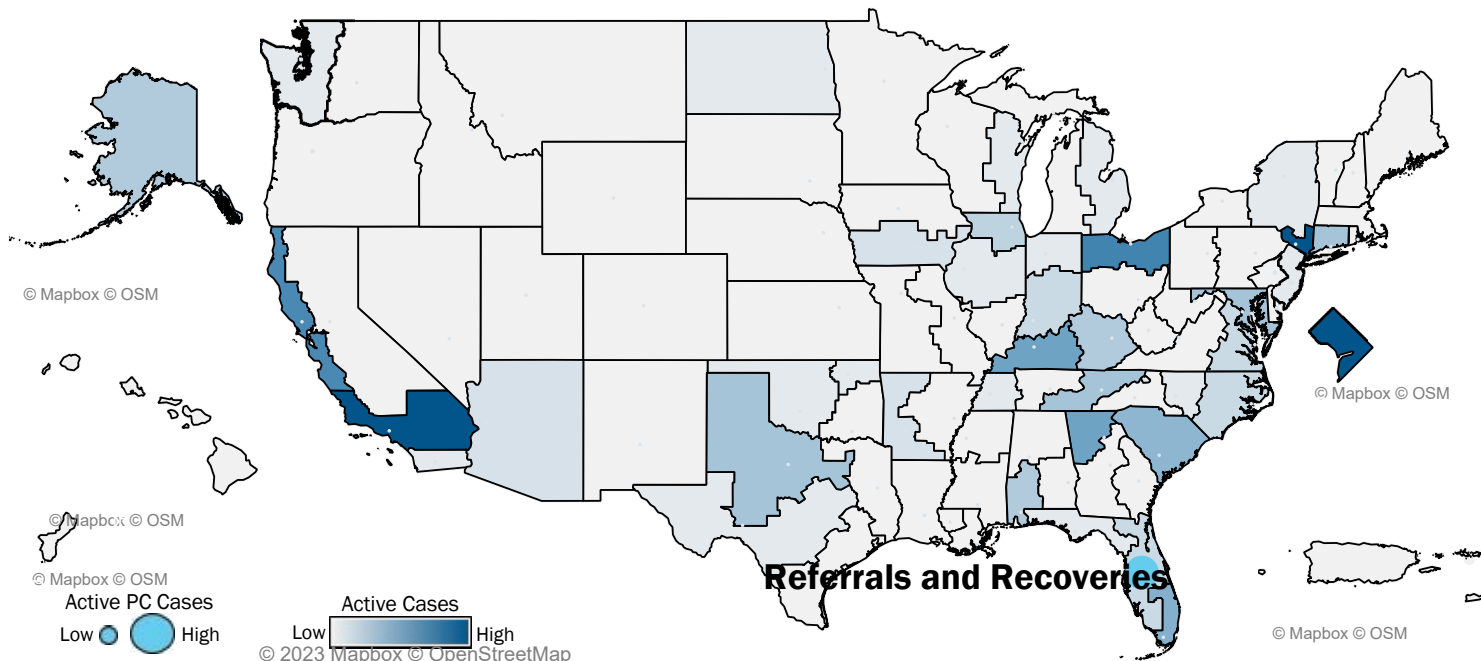 © Mapbox © OSM
© Mapbox © OSM
© Mapbox © OSM
© Mapbox © OSM
Referrals and Recoveries
© Mapbox © OSM
Active PC Cases
Low High
Active Cases
Low High
© 2023 Mapbox © OpenStreetMap